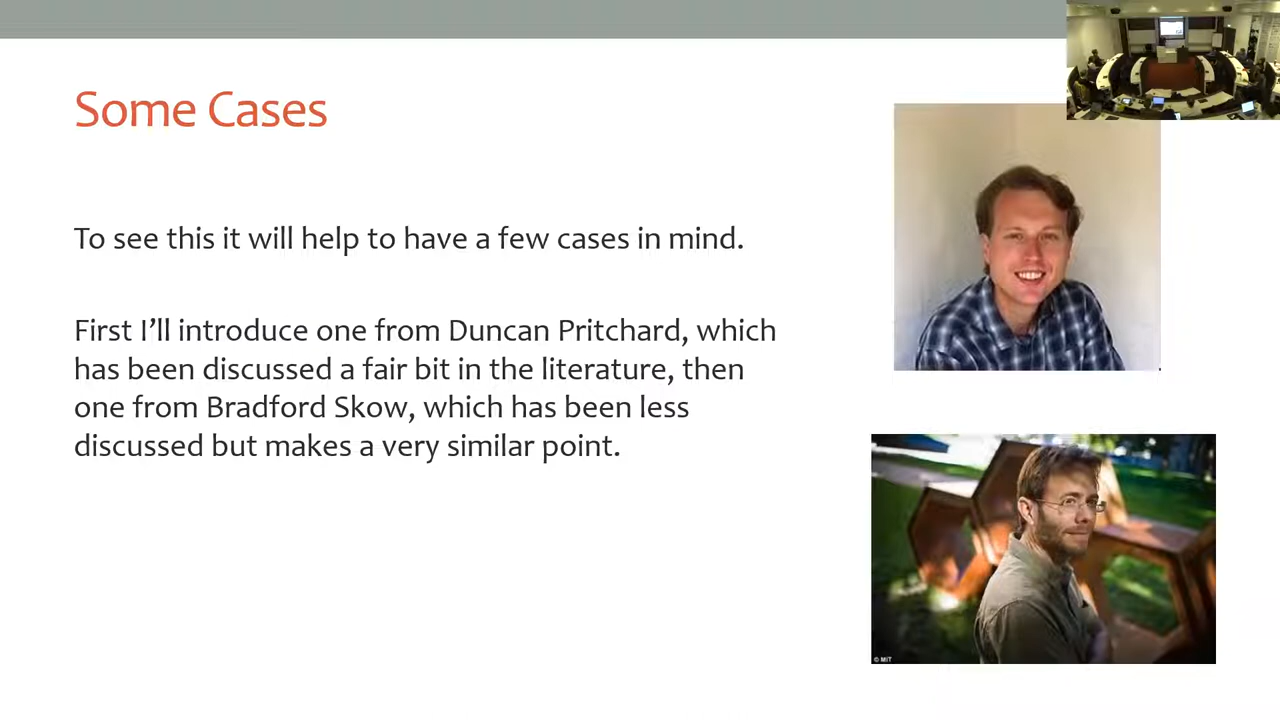 Some Cases
To see this it will help to have a few cases in mind.
First I’ll introduce one from Duncan Pritchard, which
has been discussed a fair bit in the literature, then
one from Bradford Skow, which has been less
discussed but makes a very similar point.
© MIT